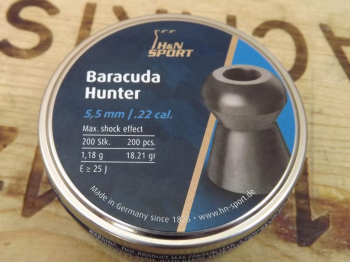 H&N
SPORT
Baracuda
Hunter
5,5 mm / .22 cal.
Max. shock effect
200 Stk. 200 pcs.
1,18 g 18.21 gr
E ≥ 25 J
Made in Germany since 1825 • www.hn-sport.de